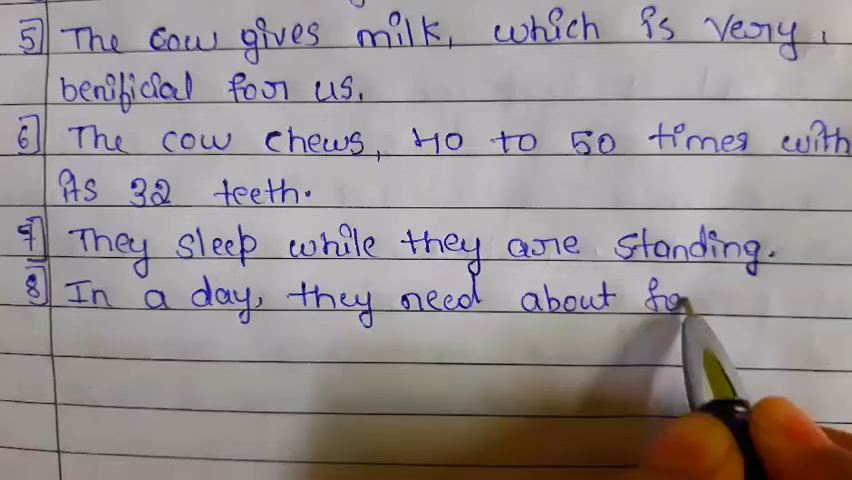 5 The cow gives milk, which is very,
benificial for us.
6 The cow chews, 40 to 50 times with
its 32 teeth.
7 They sleep while they are standing.
8 In a day, they need about fo